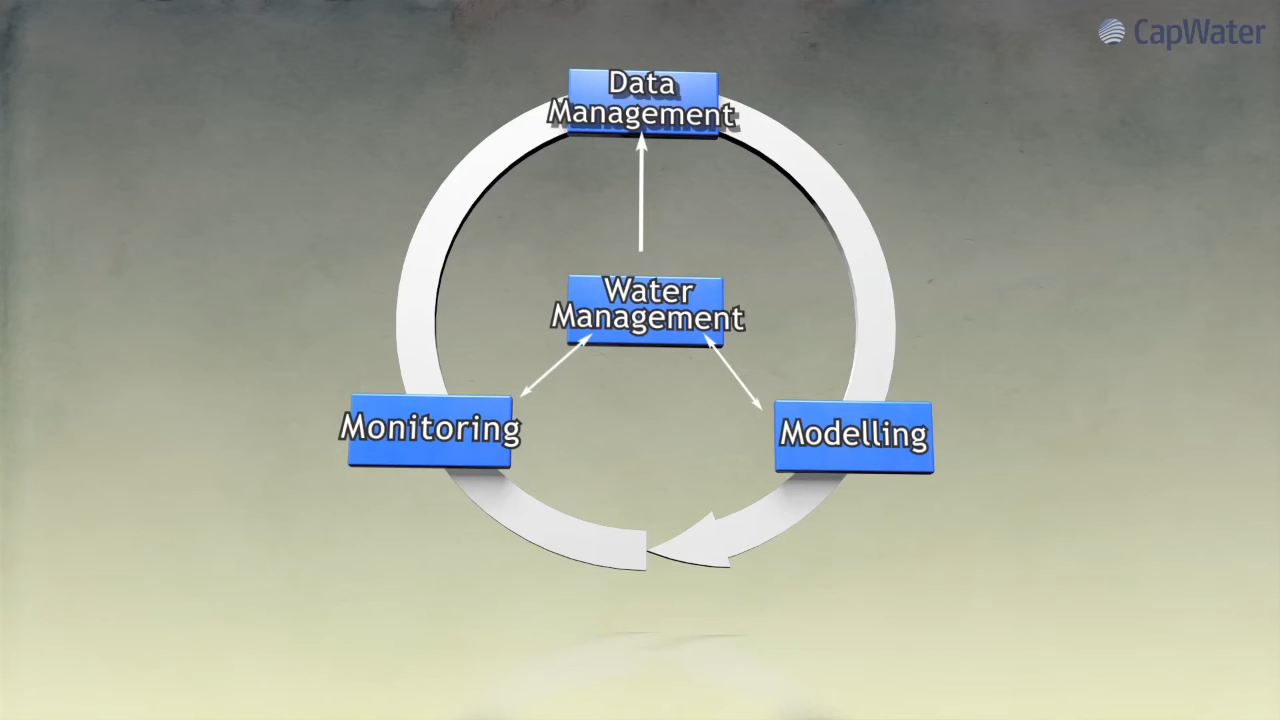 CapWater
Data
Management
Water
Management
Monitoring
Modelling